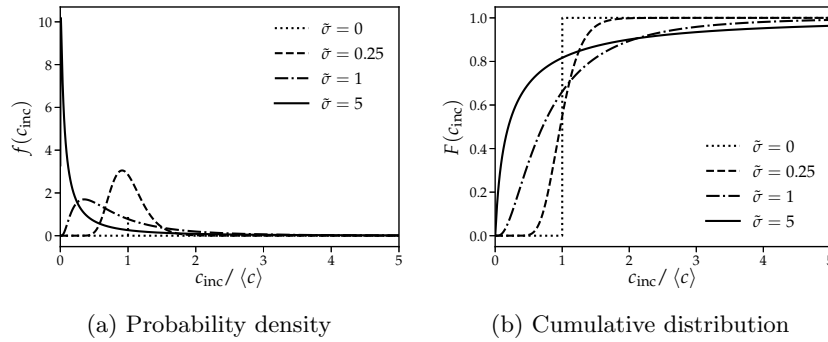 10
8
6
4
2
0
f(c_inc)
σ̃ = 0
σ̃ = 0.25
σ̃ = 1
σ̃ = 5
0 1 2 3 4 5
c_inc / ⟨c⟩
(a) Probability density
1.0
0.8
0.6
0.4
0.2
0.0
F(c_inc)
σ̃ = 0
σ̃ = 0.25
σ̃ = 1
σ̃ = 5
0 1 2 3 4 5
c_inc / ⟨c⟩
(b) Cumulative distribution